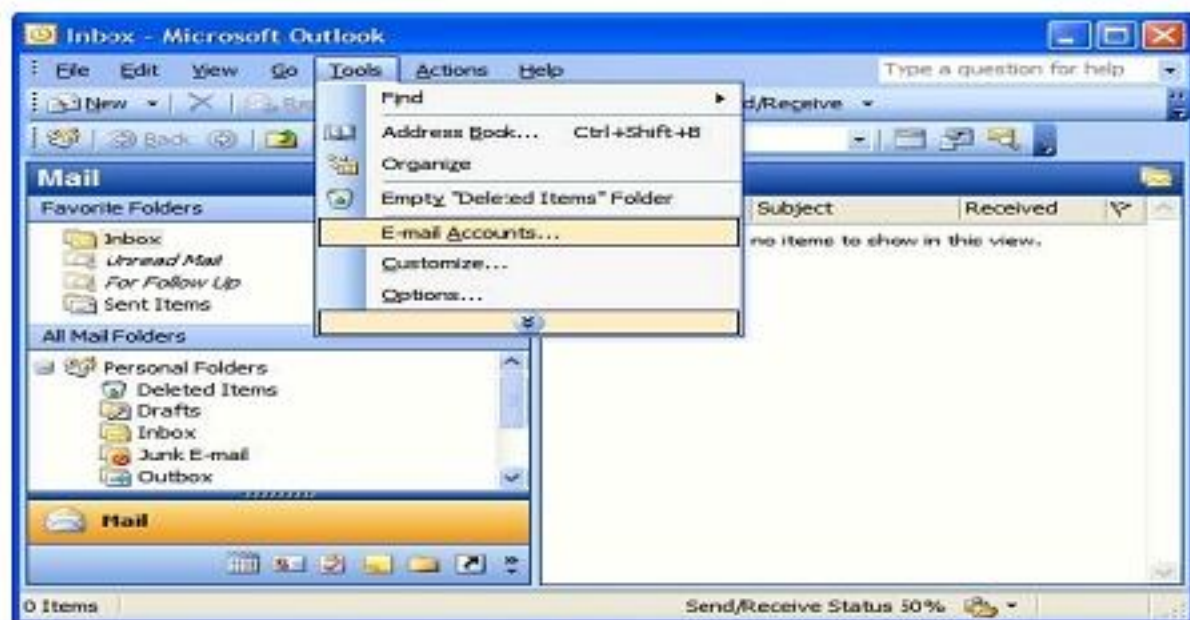 Inbox - Microsoft Outlook
File Edit View Go Tools Actions Help Type a question for help
New d/Receive
Back
Find
Address Book... Ctrl+Shift+B
Organize
Empty "Deleted Items" Folder
E-mail Accounts...
Customize...
Options...
Mail
Favorite Folders
Inbox
Unread Mail
For Follow Up
Sent Items
Subject Received
no items to show in this view.
All Mail Folders
Personal Folders
Deleted Items
Drafts
Inbox
Junk E-mail
Outbox
Mail
0 Items Send/Receive Status 50%